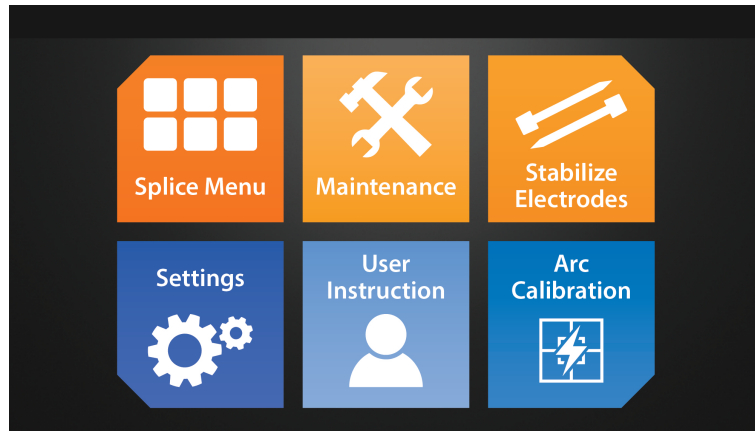 Splice Menu
Maintenance
Stabilize
Electrodes
Settings
User
Instruction
Arc
Calibration